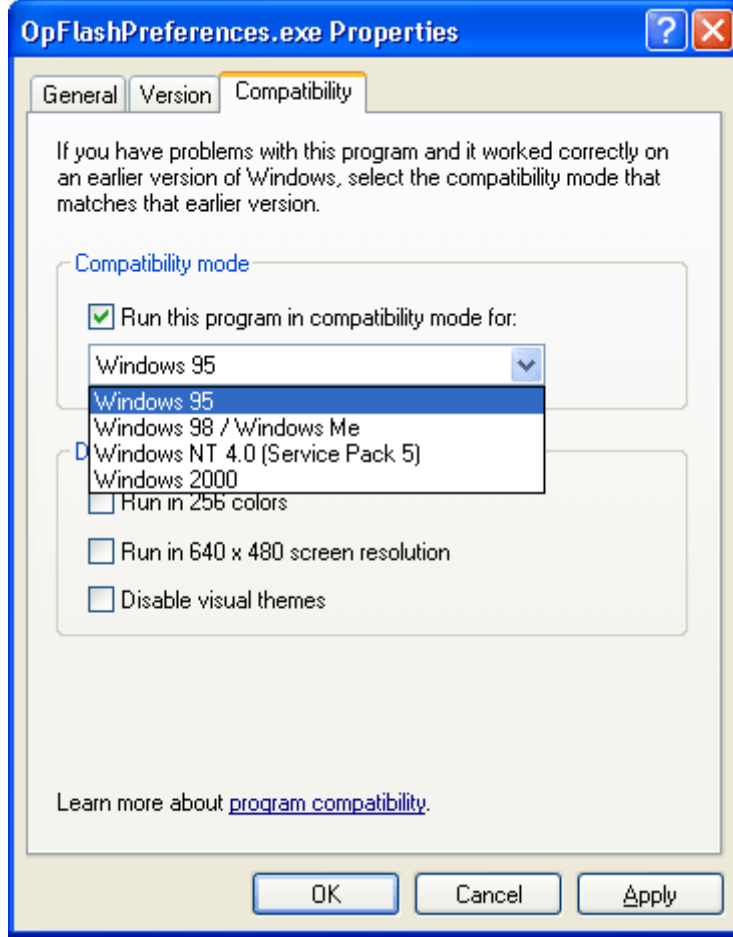 OpFlashPreferences.exe Properties
General Version Compatibility
If you have problems with this program and it worked correctly on
an earlier version of Windows, select the compatibility mode that
matches that earlier version.
Compatibility mode
Run this program in compatibility mode for:
Windows 95
Windows 95
Windows 98 / Windows Me
Windows NT 4.0 (Service Pack 5)
Windows 2000
Run in 256 colors
Run in 640 x 480 screen resolution
Disable visual themes
Learn more about program compatibility.
OK Cancel Apply